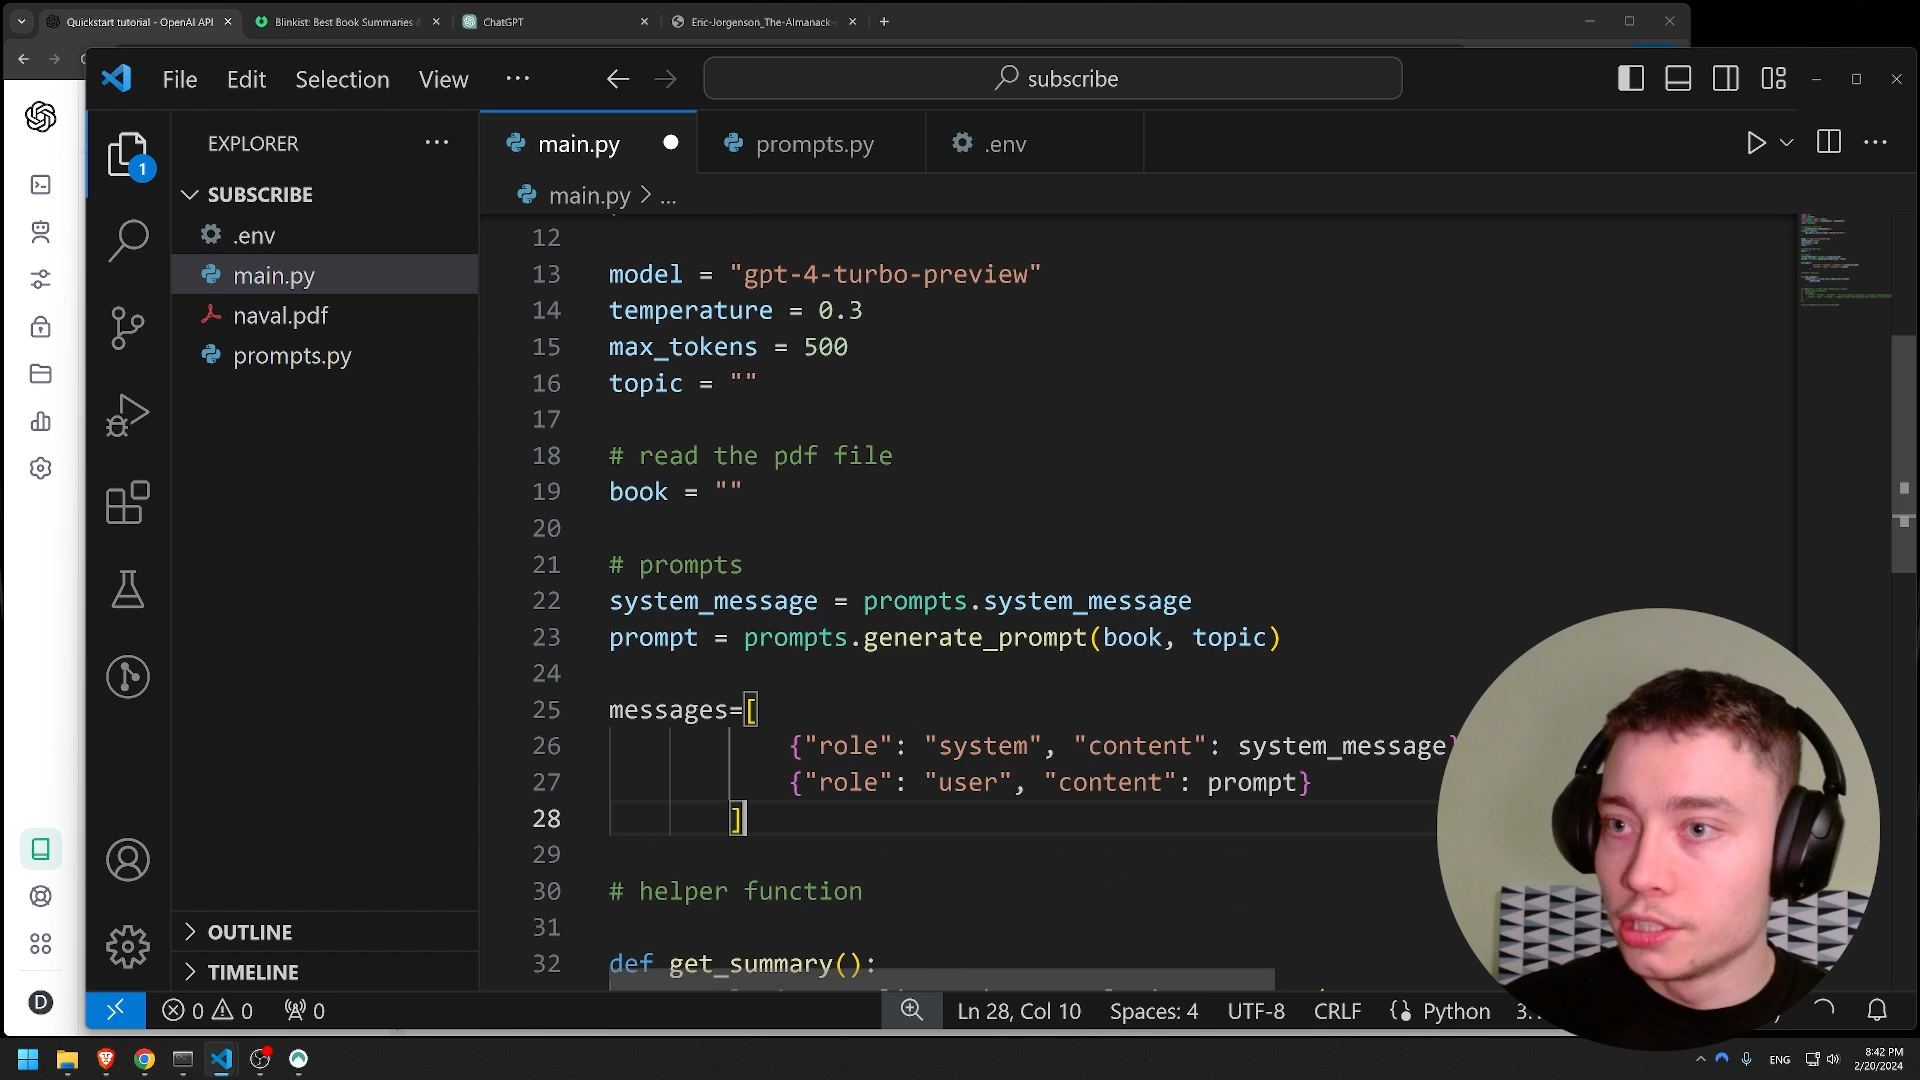 Quickstart tutorial - OpenAI API
Blinkist: Best Book Summaries
ChatGPT
Eric-Jorgenson_The-Almanack-
File Edit Selection View
subscribe
EXPLORER
main.py
prompts.py
.env
1
SUBSCRIBE
main.py > ...
.env
main.py
naval.pdf
prompts.py
12
13 model = "gpt-4-turbo-preview"
14 temperature = 0.3
15 max_tokens = 500
16 topic = ""
17
18 # read the pdf file
19 book = ""
20
21 # prompts
22 system_message = prompts.system_message
23 prompt = prompts.generate_prompt(book, topic)
24
25 messages=[
26 {"role": "system", "content": system_message}
27 {"role": "user", "content": prompt}
28 ]
29
30 # helper function
31
32 def get_summary():
OUTLINE
TIMELINE
D
0 0 0
Ln 28, Col 10 Spaces: 4 UTF-8 CRLF Python 3.
ENG
8:42 PM
2/20/2024